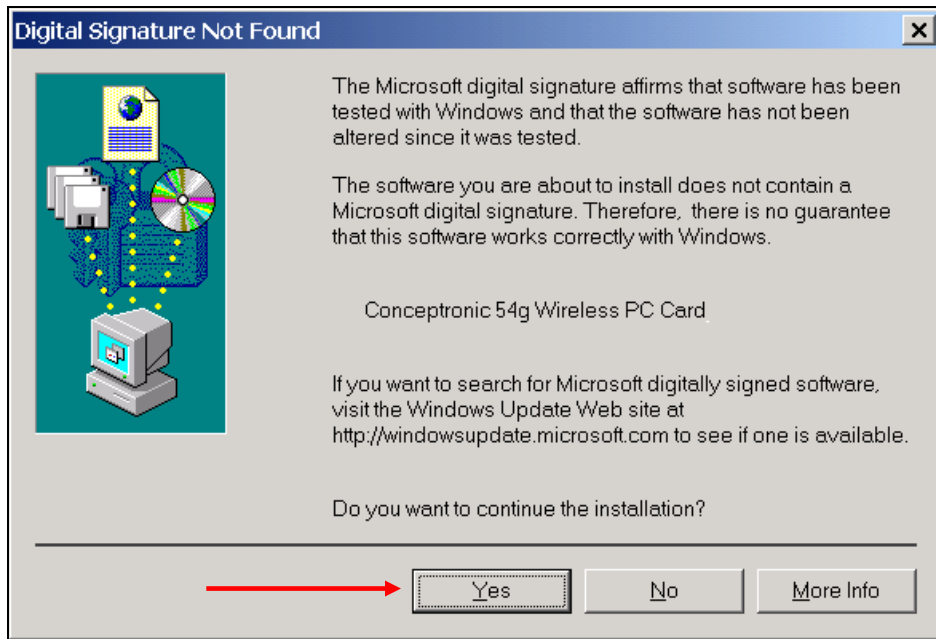 Digital Signature Not Found
The Microsoft digital signature affirms that software has been
tested with Windows and that the software has not been
altered since it was tested.
The software you are about to install does not contain a
Microsoft digital signature. Therefore, there is no guarantee
that this software works correctly with Windows.
Conceptronic 54g Wireless PC Card
If you want to search for Microsoft digitally signed software,
visit the Windows Update Web site at
http://windowsupdate.microsoft.com to see if one is available.
Do you want to continue the installation?
Yes No More Info